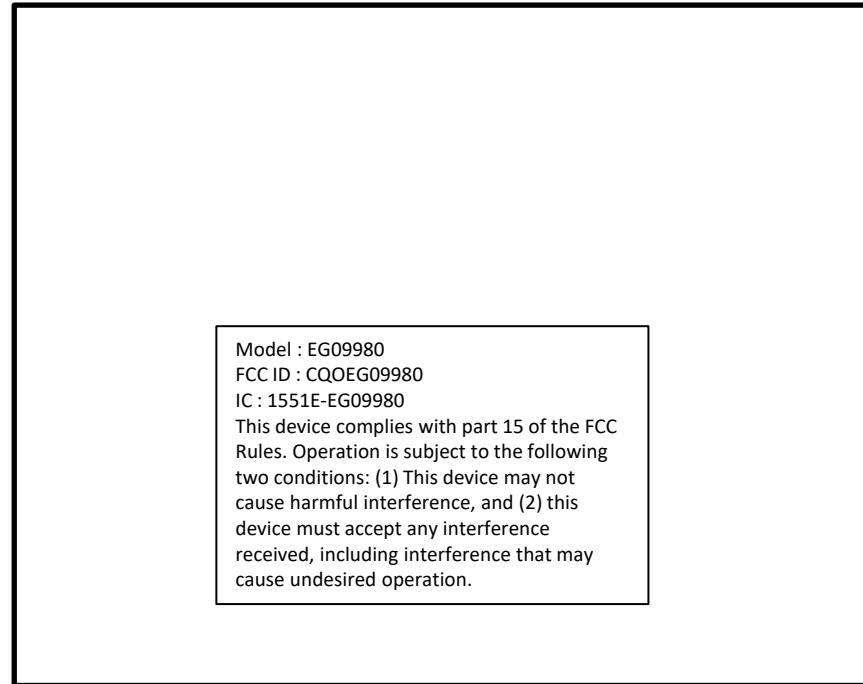 Model : EG09980
FCC ID : CQOEG09980
IC : 1551E-EG09980
This device complies with part 15 of the FCC
Rules. Operation is subject to the following
two conditions: (1) This device may not
cause harmful interference, and (2) this
device must accept any interference
received, including interference that may
cause undesired operation.